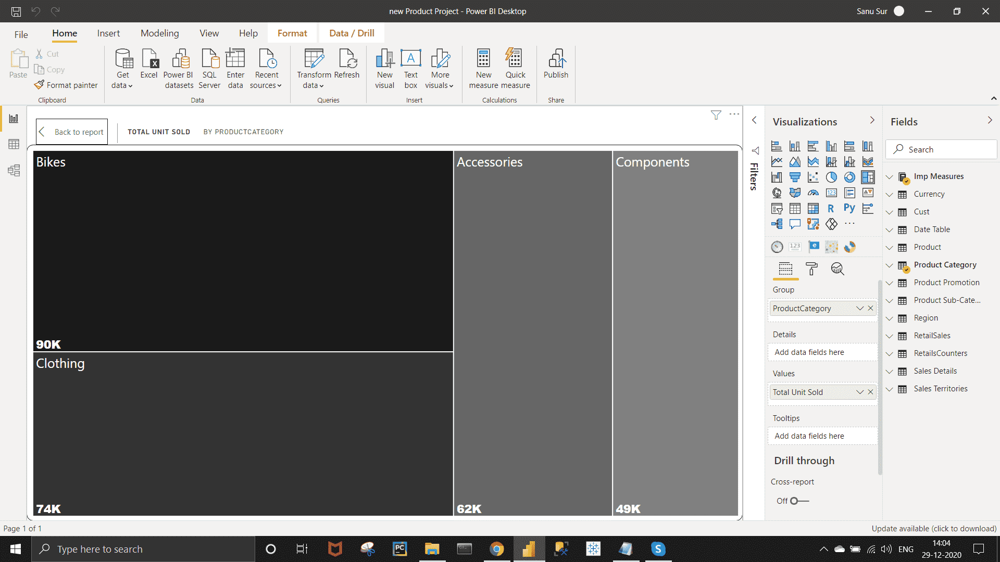 new Product Project - Power BI Desktop
Sanu Sur
File
Home
Insert
Modeling
View
Help
Format
Data / Drill
Paste
Cut
Copy
Format painter
Clipboard
Get data
Excel
Power BI datasets
SQL Server
Enter data
Recent sources
Data
Transform data
Refresh
Queries
New visual
Text box
More visuals
Insert
New measure
Quick measure
Calculations
Publish
Share
Back to report
TOTAL UNIT SOLD
BY PRODUCTCATEGORY
Bikes
90K
Clothing
74K
Accessories
62K
Components
49K
Filters
Visualizations
R
Py
123
123
Group
ProductCategory
Details
Add data fields here
Values
Total Unit Sold
Tooltips
Add data fields here
Drill through
Cross-report
Off
Fields
Search
Imp Measures
Currency
Cust
Date Table
Product
Product Category
Product Promotion
Product Sub-Cate...
Region
RetailSales
RetailsCounters
Sales Details
Sales Territories
Page 1 of 1
Update available (click to download)
Type here to search
PC
S
ENG
14:04
29-12-2020